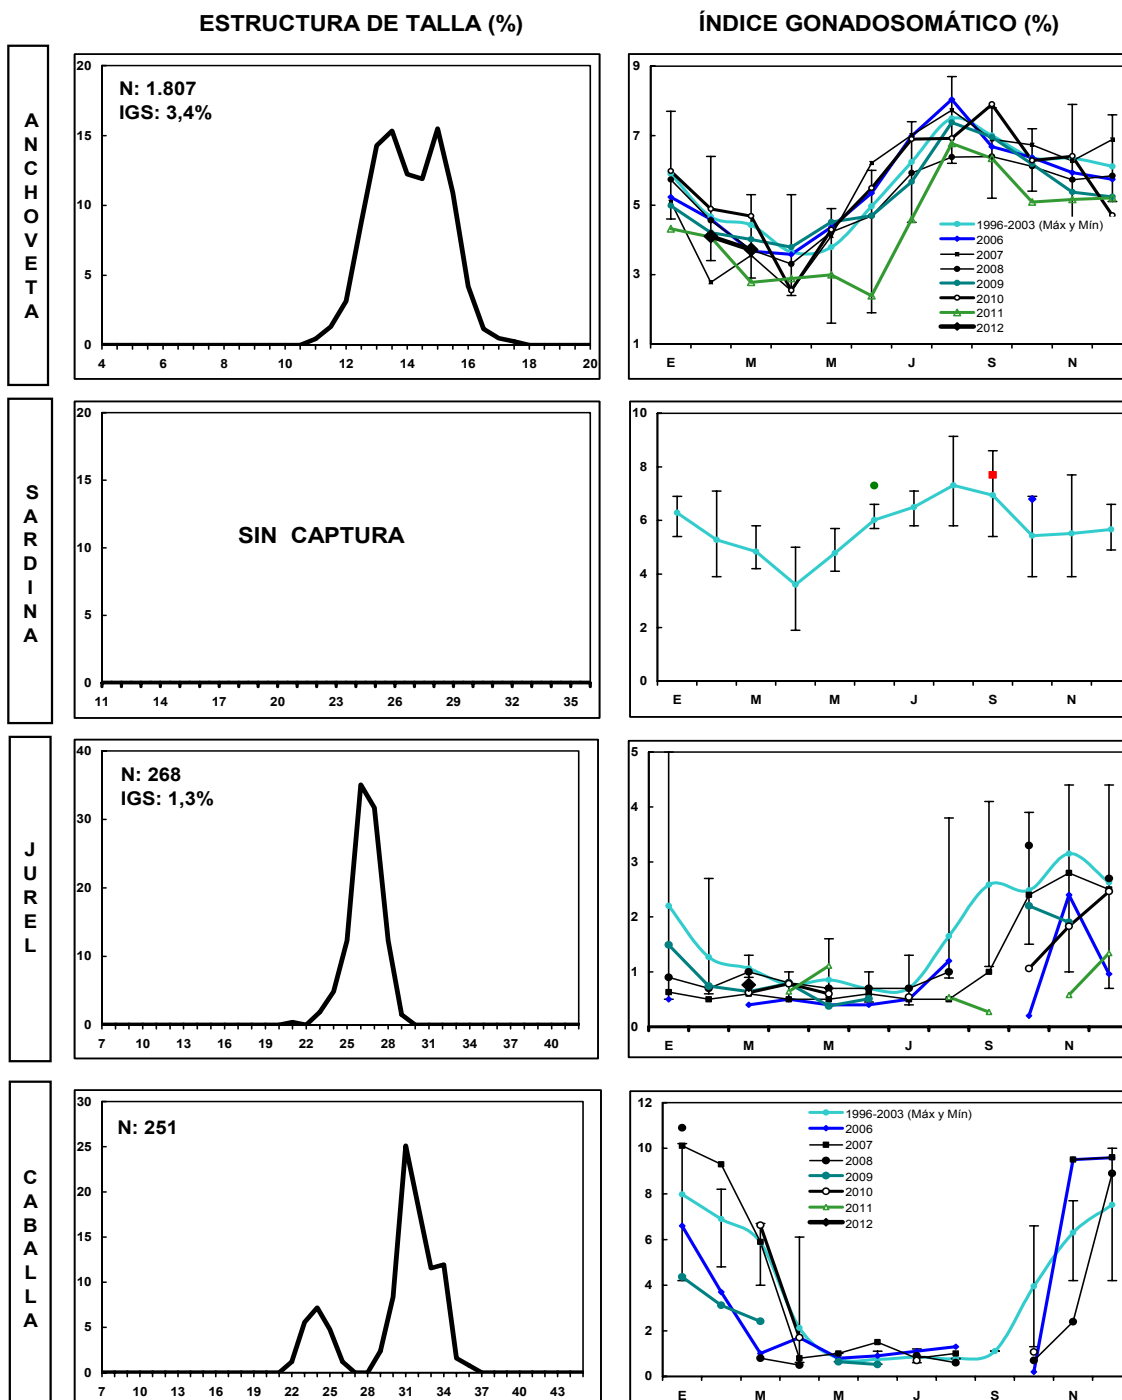 ESTRUCTURA DE TALLA (%)
ÍNDICE GONADOSOMÁTICO (%)
ANCHOVETA
20
15
10
5
0
N: 1.807
IGS: 3,4%
4 6 8 10 12 14 16 18 20
9
7
5
3
1
1996-2003 (Máx y Mín)
2006
2007
2008
2009
2010
2011
2012
E M M J S N
SARDINA
20
15
10
5
0
SIN CAPTURA
11 14 17 20 23 26 29 32 35
10
8
6
4
2
0
E M M J S N
JUREL
40
30
20
10
0
N: 268
IGS: 1,3%
7 10 13 16 19 22 25 28 31 34 37 40
5
4
3
2
1
0
E M M J S N
CABALLA
30
25
20
15
10
5
0
N: 251
7 10 13 16 19 22 25 28 31 34 37 40 43
12
10
8
6
4
2
0
1996-2003 (Máx y Mín)
2006
2007
2008
2009
2010
2011
2012
E M M J S N